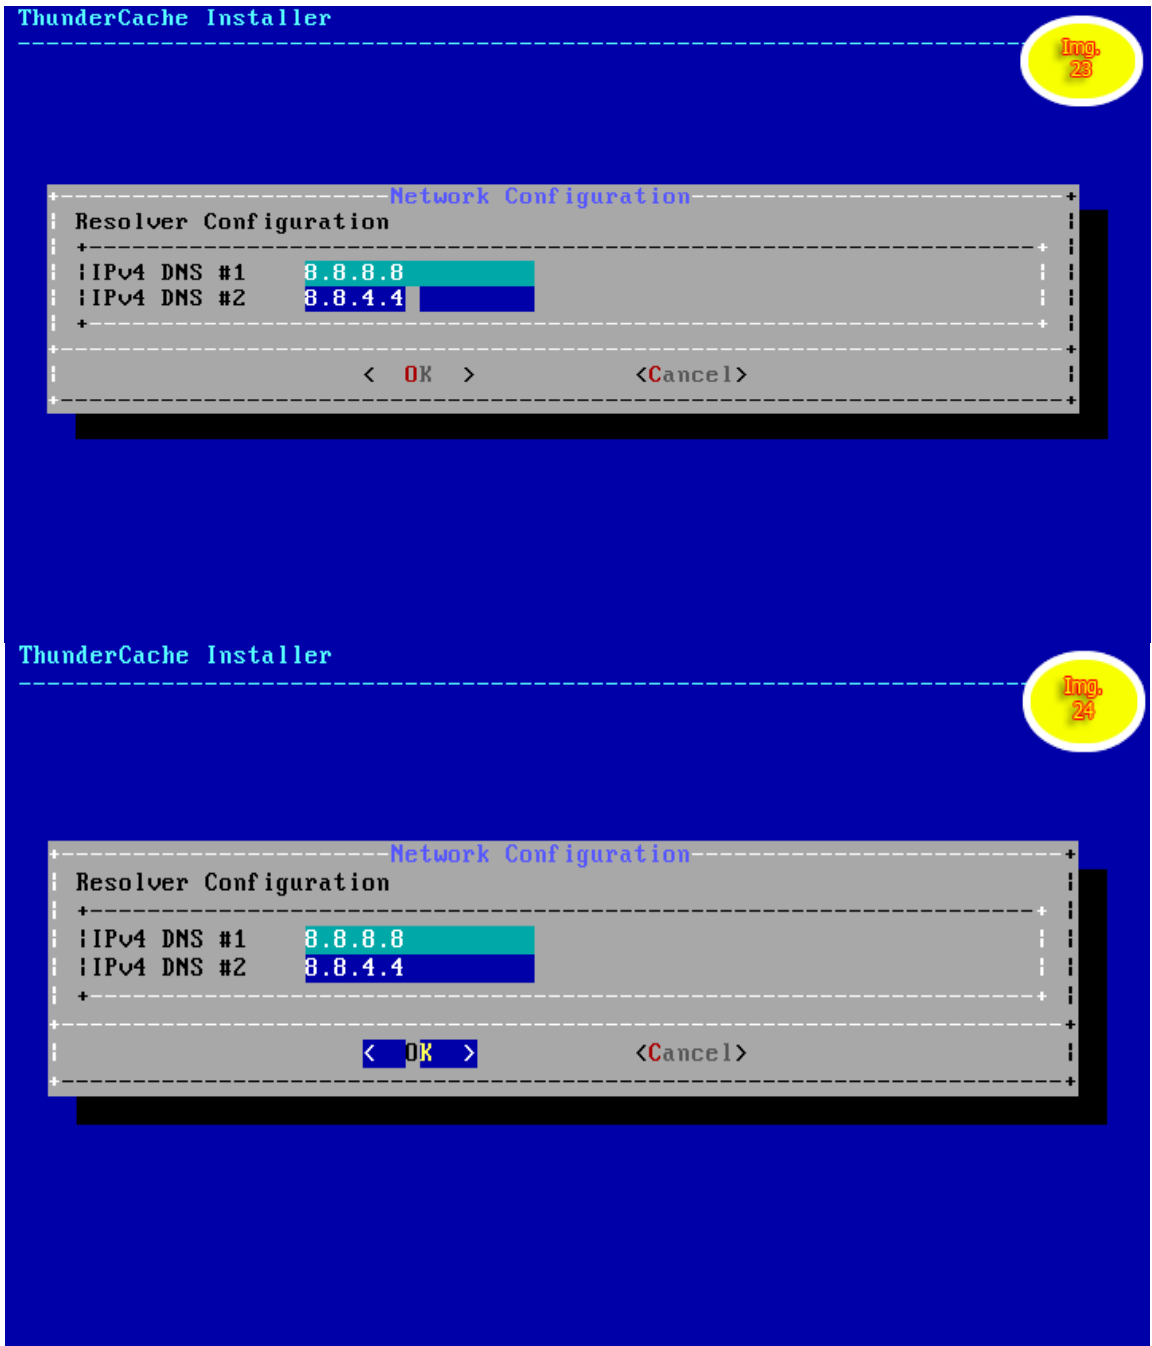 ThunderCache Installer
Img.
23
Network Configuration
Resolver Configuration
IPv4 DNS #1 8.8.8.8
IPv4 DNS #2 8.8.4.4
< OK > <Cancel>
ThunderCache Installer
Img.
24
Network Configuration
Resolver Configuration
IPv4 DNS #1 8.8.8.8
IPv4 DNS #2 8.8.4.4
< OK > <Cancel>